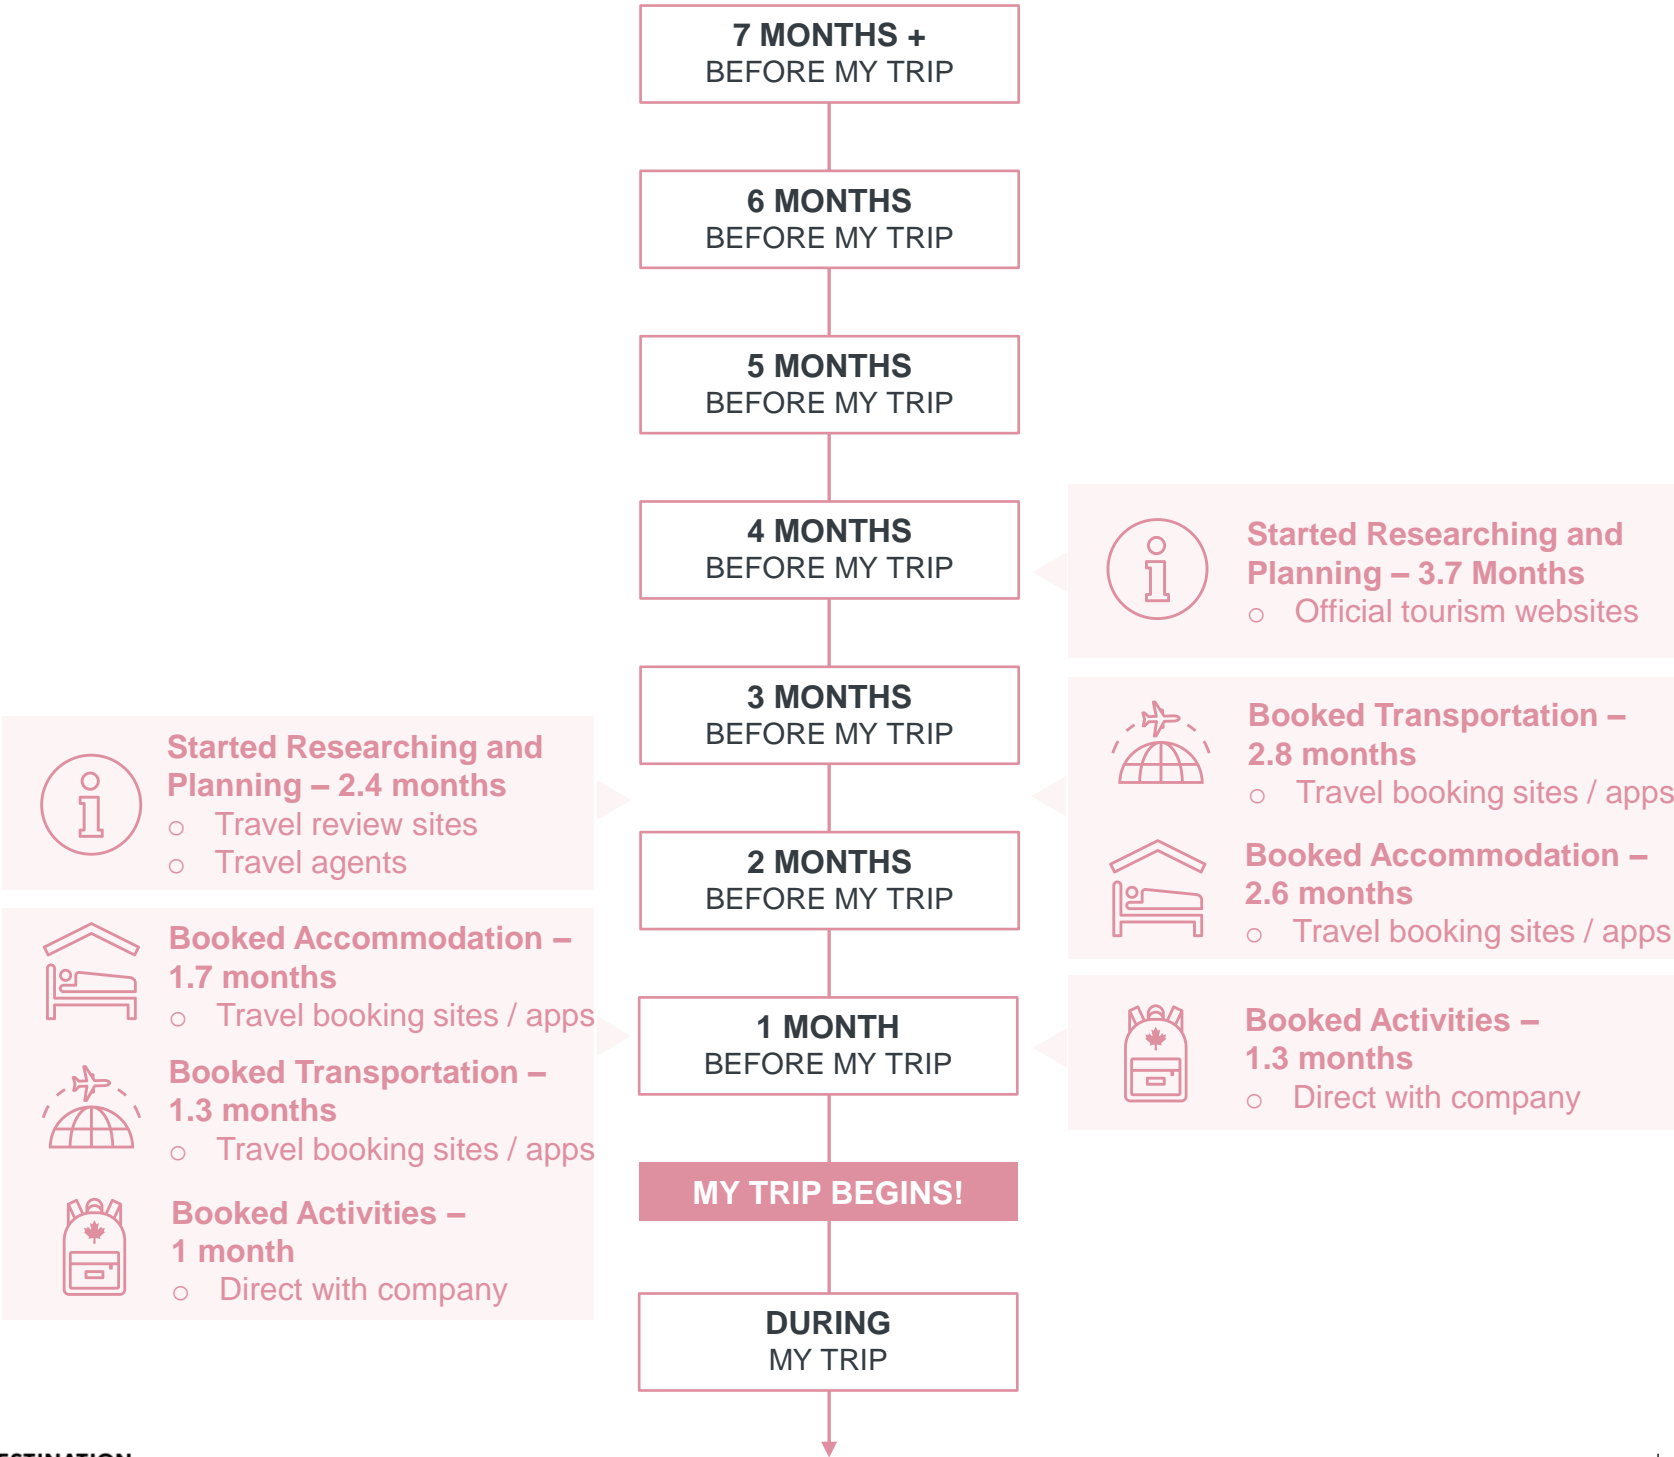 7 MONTHS +
BEFORE MY TRIP
6 MONTHS
BEFORE MY TRIP
5 MONTHS
BEFORE MY TRIP
4 MONTHS
BEFORE MY TRIP
Started Researching and
Planning – 3.7 Months
o Official tourism websites
3 MONTHS
BEFORE MY TRIP
Booked Transportation –
2.8 months
o Travel booking sites / apps
Booked Accommodation –
2.6 months
o Travel booking sites / apps
Started Researching and
Planning – 2.4 months
o Travel review sites
o Travel agents
2 MONTHS
BEFORE MY TRIP
Booked Accommodation –
1.7 months
o Travel booking sites / apps
Booked Transportation –
1.3 months
o Travel booking sites / apps
Booked Activities –
1 month
o Direct with company
1 MONTH
BEFORE MY TRIP
Booked Activities –
1.3 months
o Direct with company
MY TRIP BEGINS!
DURING
MY TRIP